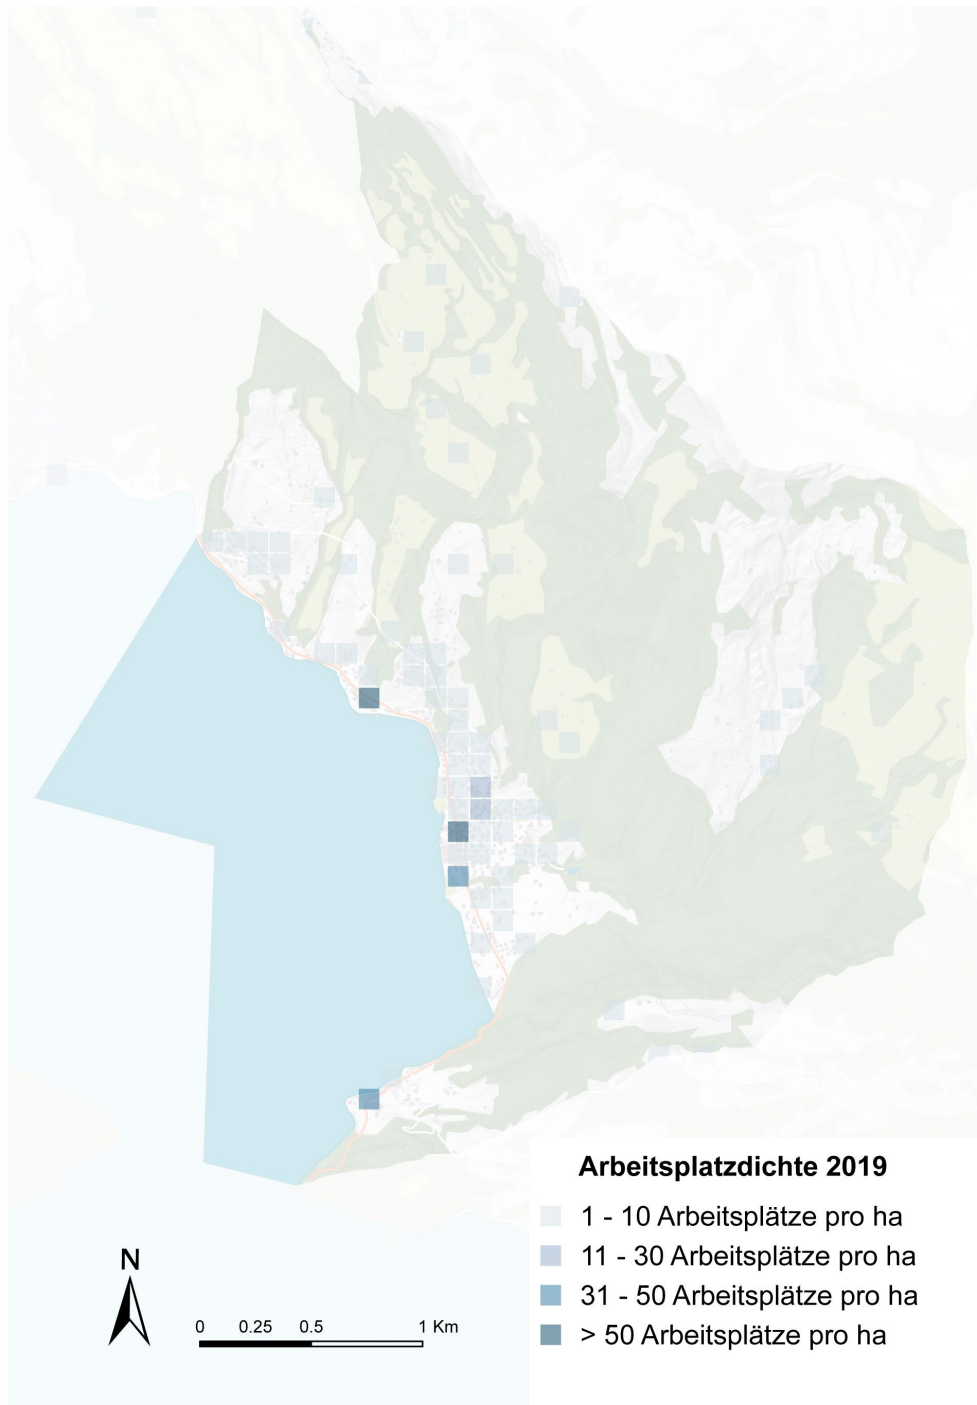 Arbeitsplatzdichte 2019
1 - 10 Arbeitsplätze pro ha
11 - 30 Arbeitsplätze pro ha
31 - 50 Arbeitsplätze pro ha
> 50 Arbeitsplätze pro ha
N
0 0.25 0.5 1 Km